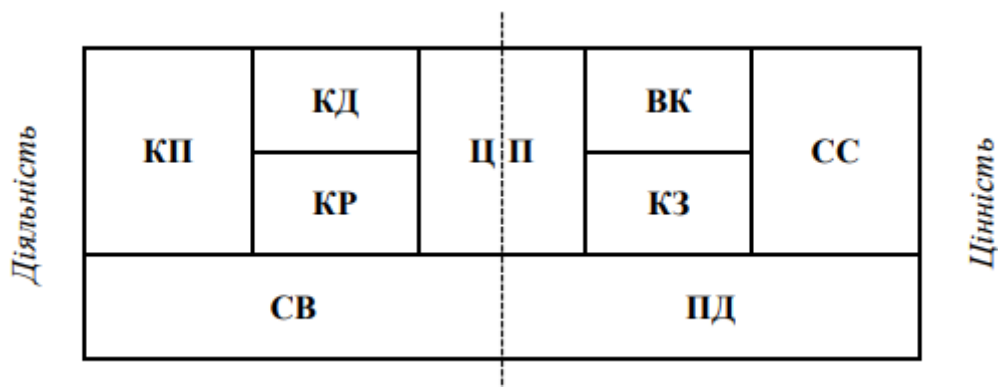 Діяльність
КП
КД
КР
Ц П
ВК
КЗ
СС
СВ
ПД
Цінність